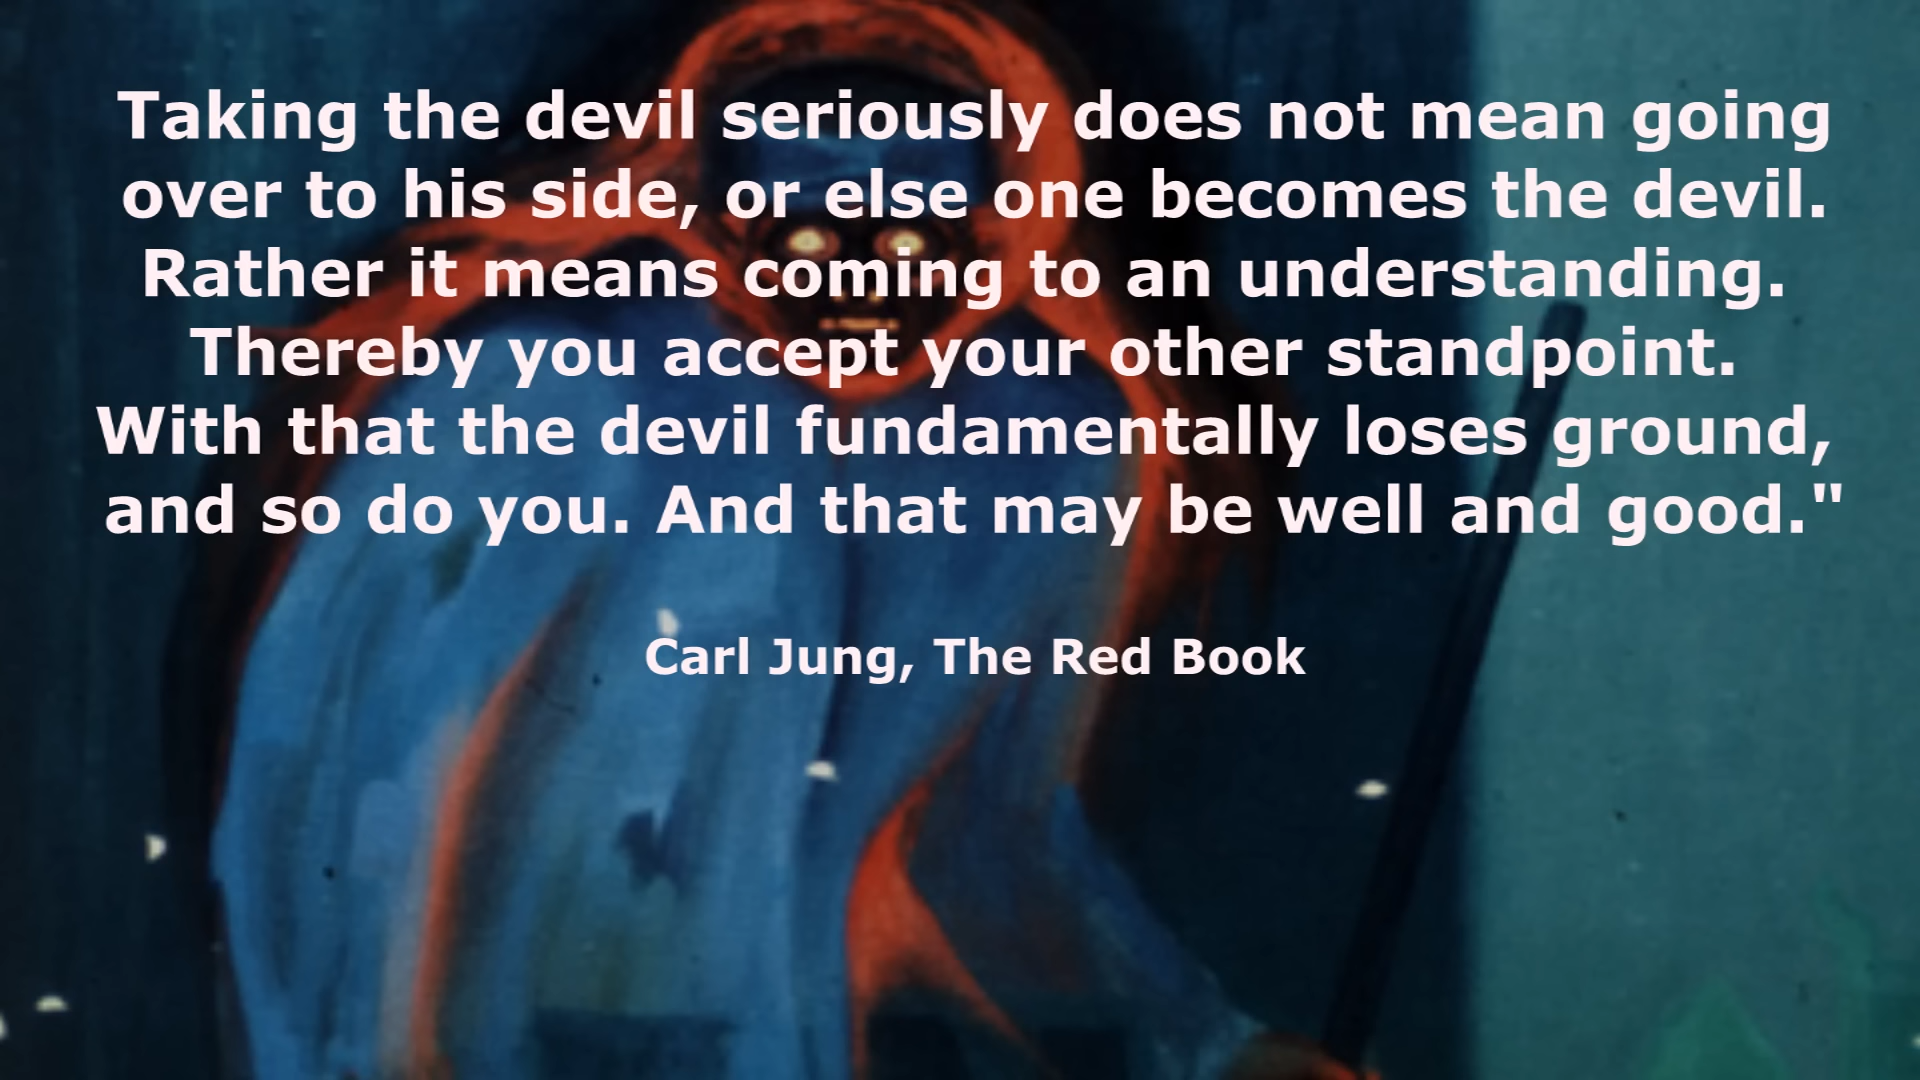 Taking the devil seriously does not mean going
over to his side, or else one becomes the devil.
Rather it means coming to an understanding.
Thereby you accept your other standpoint.
With that the devil fundamentally loses ground,
and so do you. And that may be well and good."
Carl Jung, The Red Book